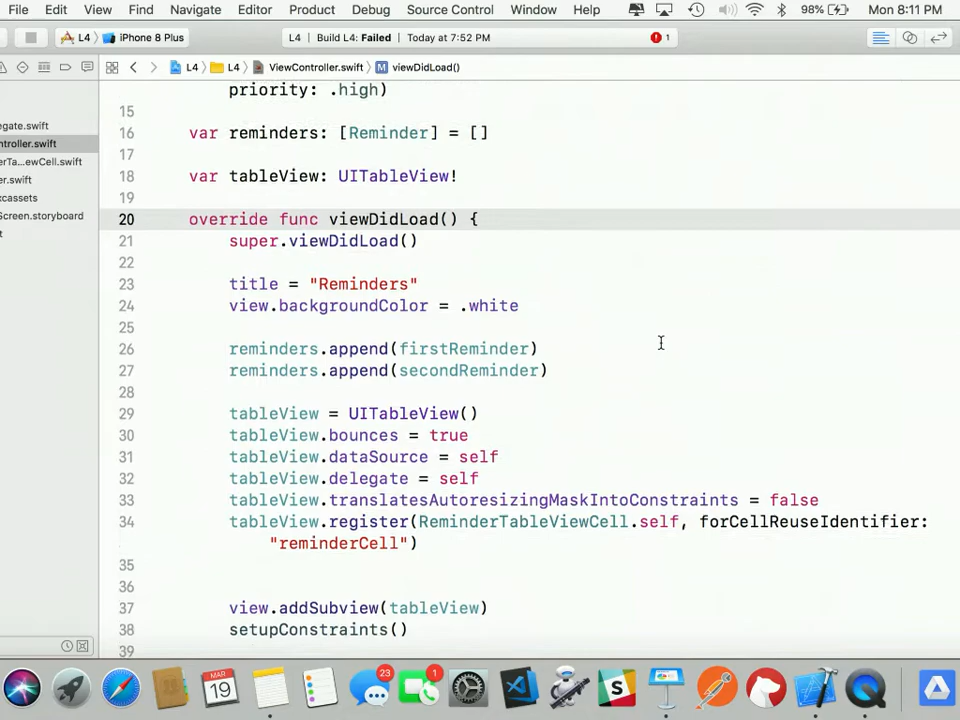 File Edit View Find Navigate Editor Product Debug Source Control Window Help 98% Mon 8:11 PM
L4 iPhone 8 Plus L4 | Build L4: Failed | Today at 7:52 PM 1
L4 L4 ViewController.swift M viewDidLoad()
egate.swift
ntroller.swift
erTa...ewCell.swift
er.swift
xcassets
Screen.storyboard
t
priority: .high)
15
16 var reminders: [Reminder] = []
17
18 var tableView: UITableView!
19
20 override func viewDidLoad() {
21 super.viewDidLoad()
22
23 title = "Reminders"
24 view.backgroundColor = .white
25
26 reminders.append(firstReminder)
27 reminders.append(secondReminder)
28
29 tableView = UITableView()
30 tableView.bounces = true
31 tableView.dataSource = self
32 tableView.delegate = self
33 tableView.translatesAutoresizingMaskIntoConstraints = false
34 tableView.register(ReminderTableViewCell.self, forCellReuseIdentifier:
"reminderCell")
35
36
37 view.addSubview(tableView)
38 setupConstraints()
39
MAR 19 23 1 S